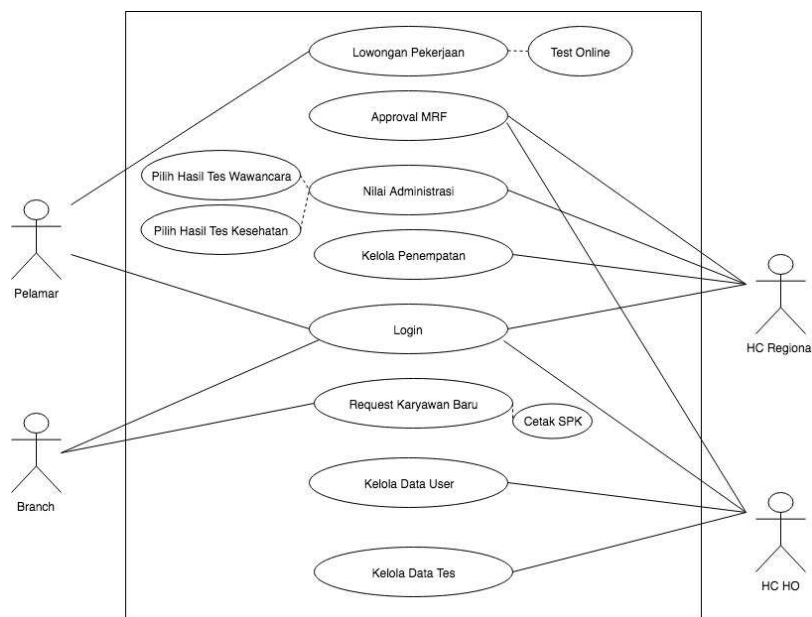 Lowongan Pekerjaan
Test Online
Approval MRF
Pilih Hasil Tes Wawancara
Nilai Administrasi
Pilih Hasil Tes Kesehatan
Kelola Penempatan
Pelamar
Login
HC Regiona
Request Karyawan Baru
Cetak SPK
Branch
Kelola Data User
Kelola Data Tes
HC HO